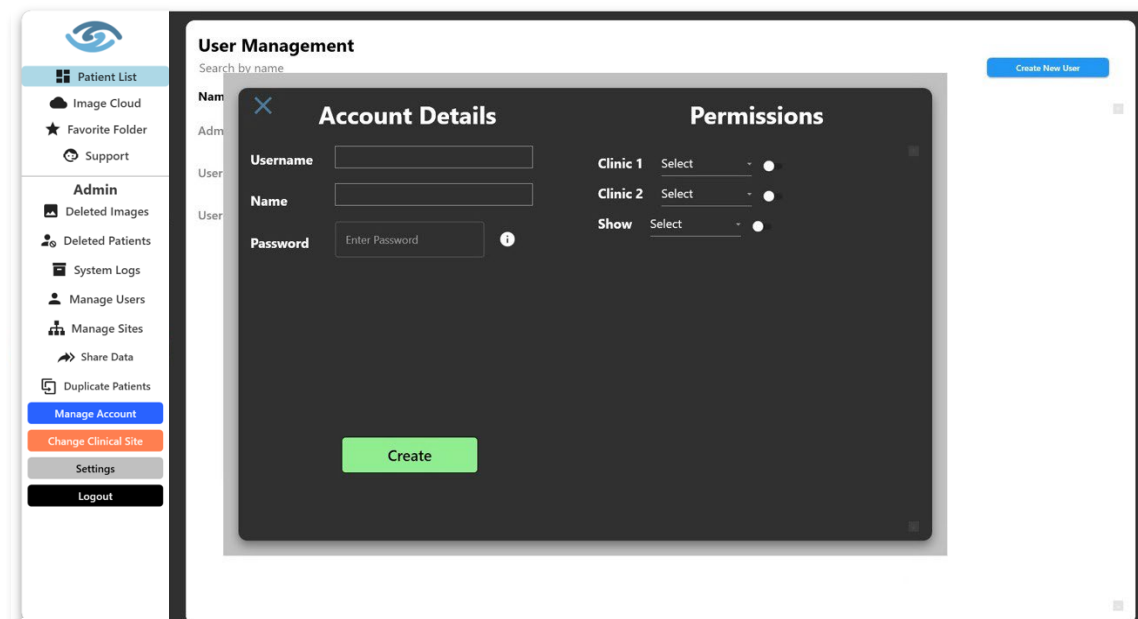 Patient List
Image Cloud
Favorite Folder
Support
Admin
Deleted Images
Deleted Patients
System Logs
Manage Users
Manage Sites
Share Data
Duplicate Patients
Manage Account
Change Clinical Site
Settings
Logout
User Management
Search by name
Create New User
Nam
Adm
User
User
Account Details
Username
Name
Password
Enter Password
Create
Permissions
Clinic 1 Select
Clinic 2 Select
Show Select